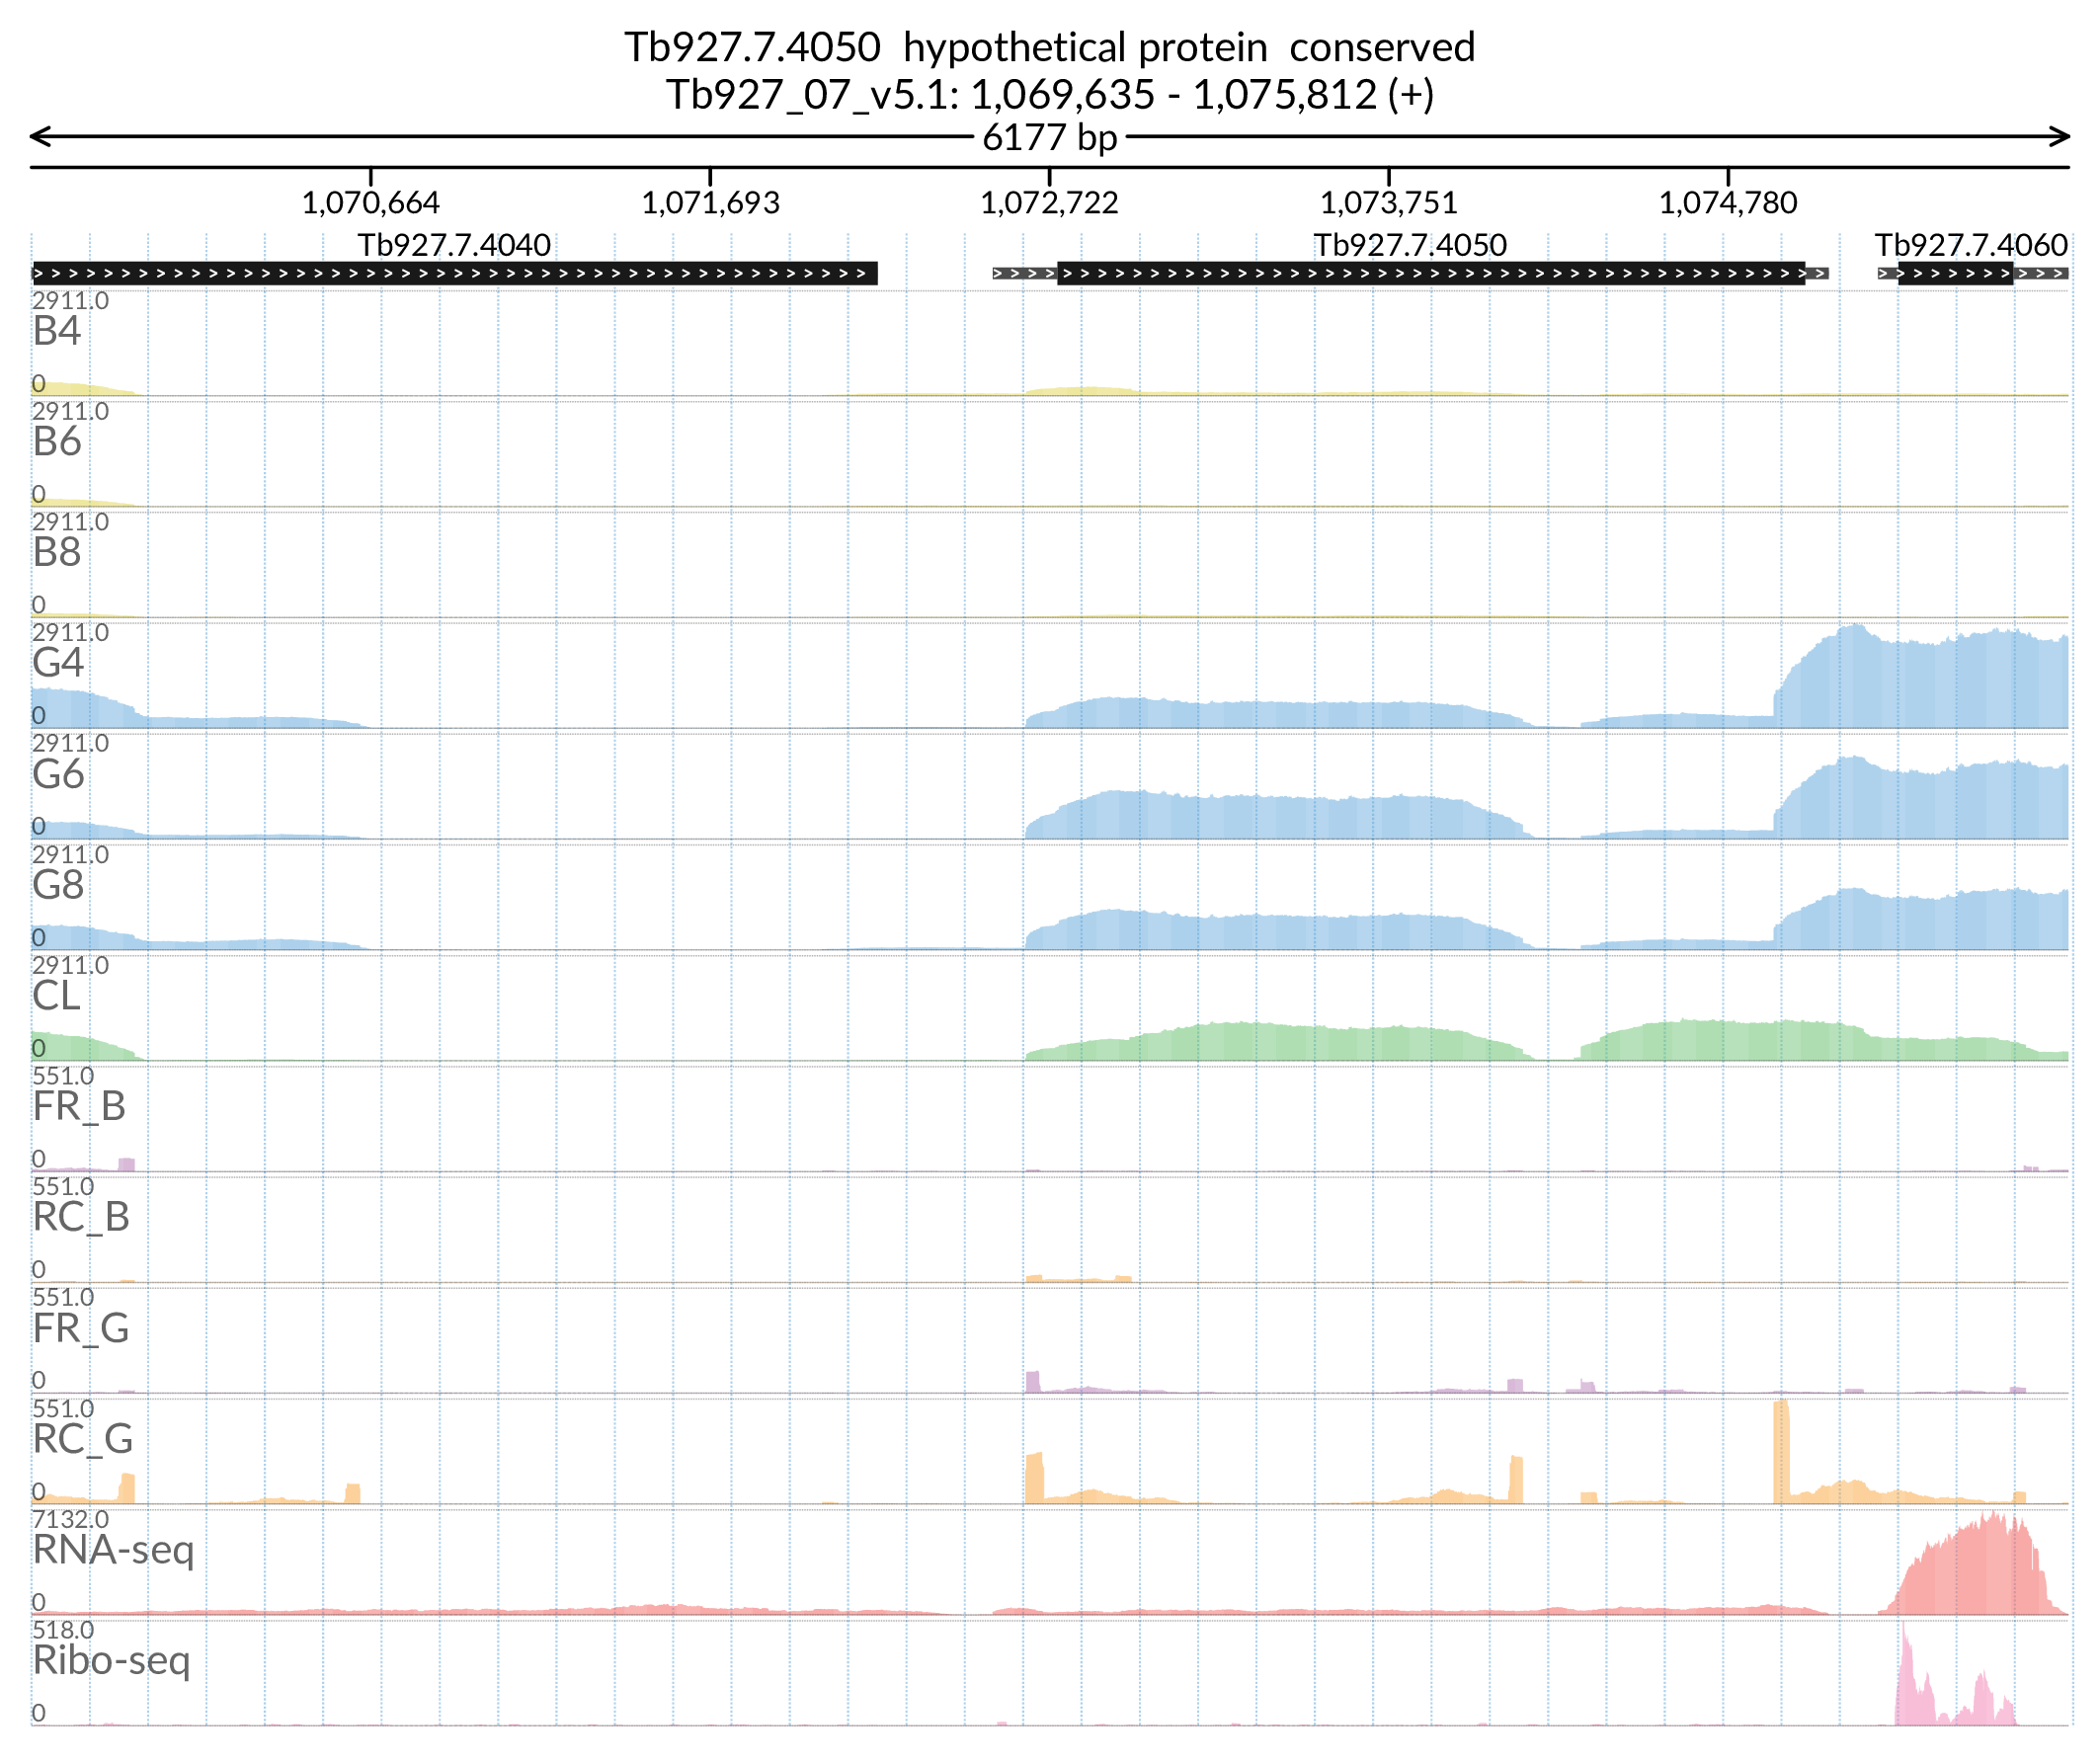 Tb927.7.4050  hypothetical protein  conserved
Tb927_07_v5.1: 1,069,635 - 1,075,812 (+)
6177 bp
1,070,664 1,071,693 1,072,722 1,073,751 1,074,780
Tb927.7.4040 Tb927.7.4050 Tb927.7.4060
2911.0
B4
0
2911.0
B6
0
2911.0
B8
0
2911.0
G4
0
2911.0
G6
0
2911.0
G8
0
2911.0
CL
0
551.0
FR_B
0
551.0
RC_B
0
551.0
FR_G
0
551.0
RC_G
0
7132.0
RNA-seq
0
518.0
Ribo-seq
0